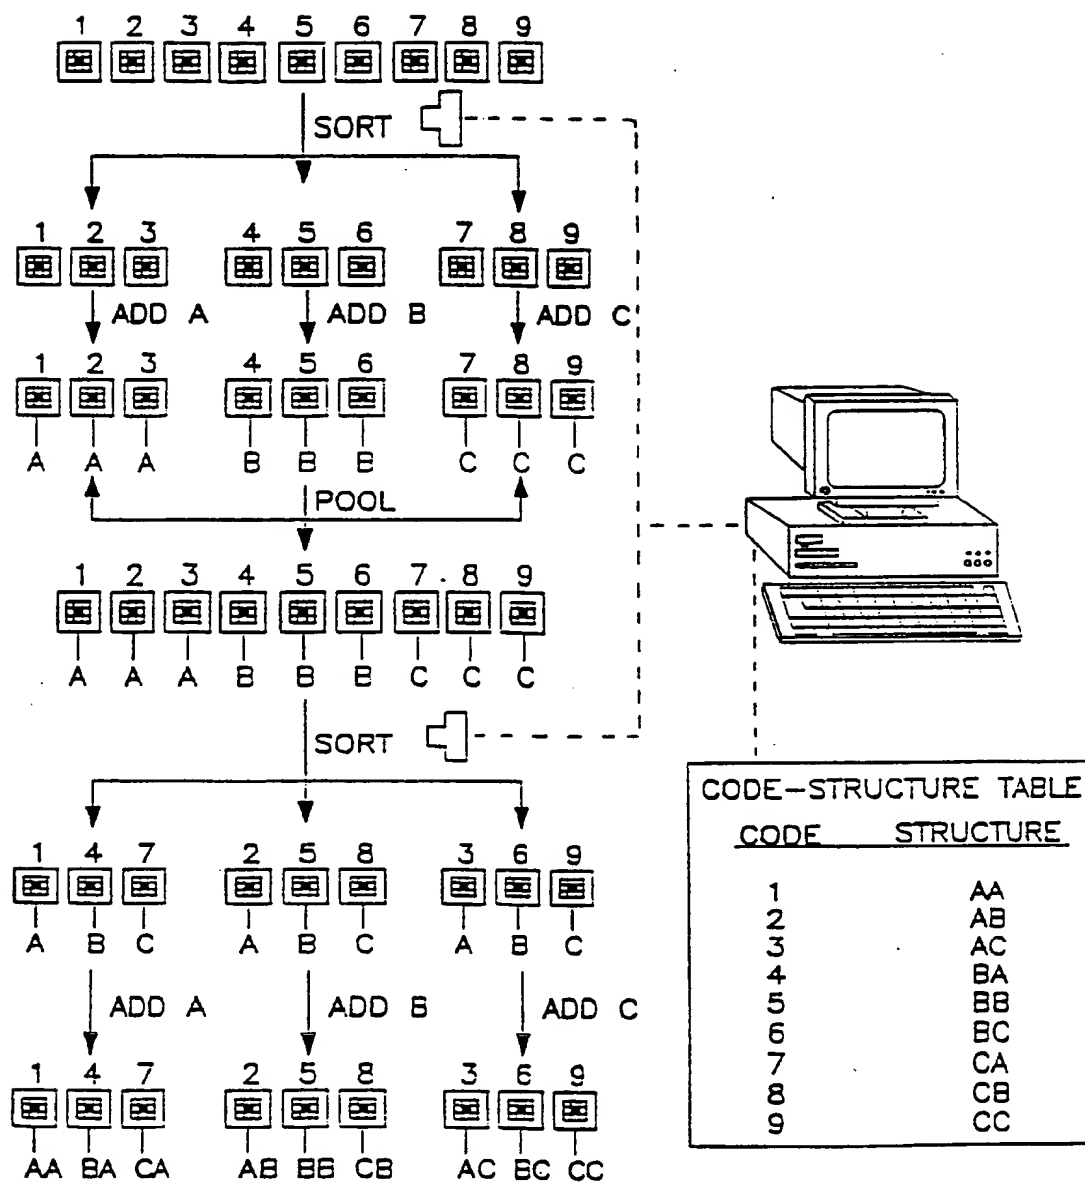 1 2 3 4 5 6 7 8 9
SORT
1 2 3 4 5 6 7 8 9
ADD A ADD B ADD C
1 2 3 4 5 6 7 8 9
A A A B B B C C C
POOL
1 2 3 4 5 6 7 8 9
A A A B B B C C C
SORT
1 4 7 2 5 8 3 6 9
A B C A B C A B C
ADD A ADD B ADD C
1 4 7 2 5 8 3 6 9
AA BA CA AB BB CB AC BC CC
CODE-STRUCTURE TABLE
CODE STRUCTURE
1 AA
2 AB
3 AC
4 BA
5 BB
6 BC
7 CA
8 CB
9 CC